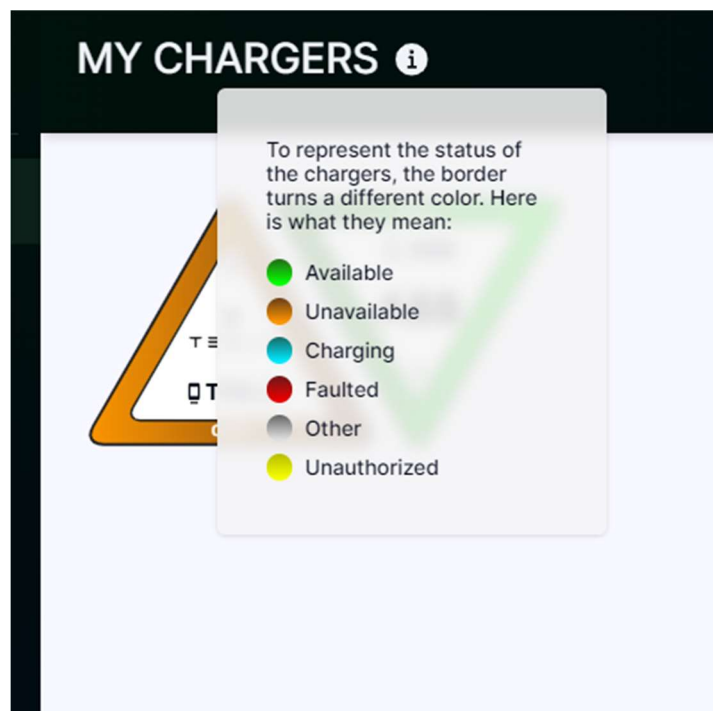 MY CHARGERS
To represent the status of
the chargers, the border
turns a different color. Here
is what they mean:
Available
Unavailable
Charging
Faulted
Other
Unauthorized